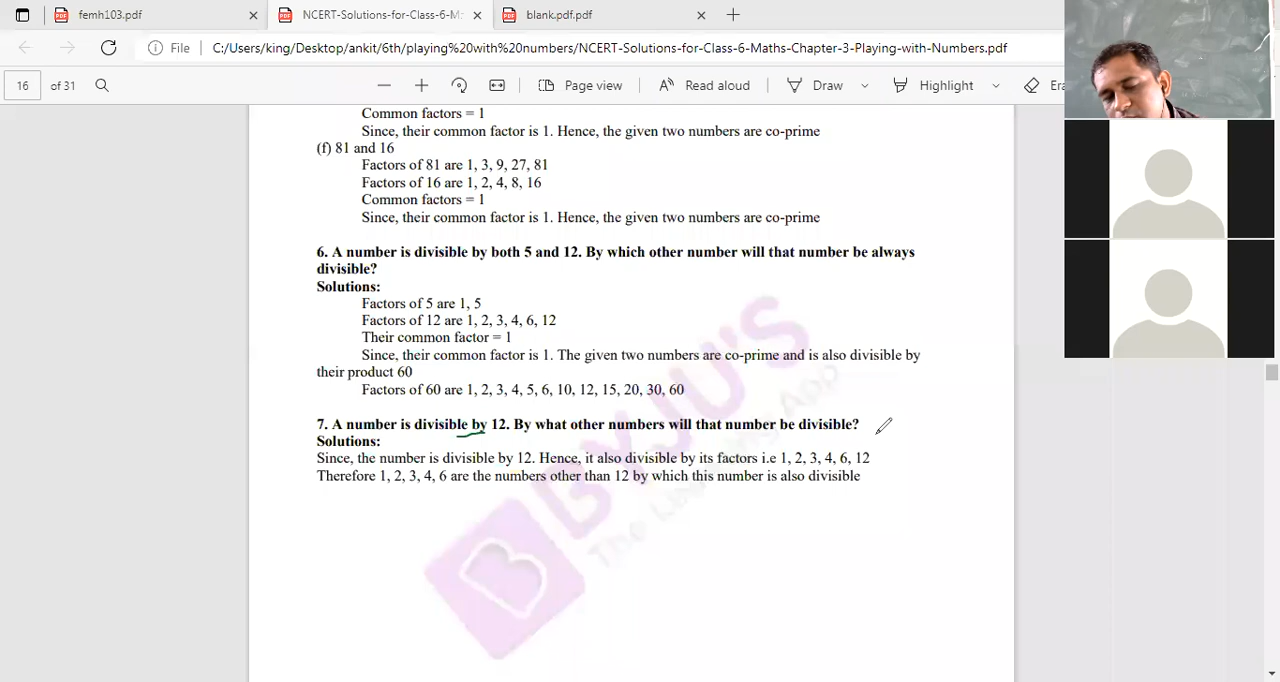 femh103.pdf
NCERT-Solutions-for-Class-6-M
blank.pdf.pdf
File
C:/Users/king/Desktop/ankit/6th/playing%20with%20numbers/NCERT-Solutions-for-Class-6-Maths-Chapter-3-Playing-with-Numbers.pdf
16 of 31
Page view
Read aloud
Draw
Highlight
Era
Common factors = 1
Since, their common factor is 1. Hence, the given two numbers are co-prime
(f) 81 and 16
Factors of 81 are 1, 3, 9, 27, 81
Factors of 16 are 1, 2, 4, 8, 16
Common factors = 1
Since, their common factor is 1. Hence, the given two numbers are co-prime
6. A number is divisible by both 5 and 12. By which other number will that number be always
divisible?
Solutions:
Factors of 5 are 1, 5
Factors of 12 are 1, 2, 3, 4, 6, 12
Their common factor = 1
Since, their common factor is 1. The given two numbers are co-prime and is also divisible by
their product 60
Factors of 60 are 1, 2, 3, 4, 5, 6, 10, 12, 15, 20, 30, 60
7. A number is divisible by 12. By what other numbers will that number be divisible?
Solutions:
Since, the number is divisible by 12. Hence, it also divisible by its factors i.e 1, 2, 3, 4, 6, 12
Therefore 1, 2, 3, 4, 6 are the numbers other than 12 by which this number is also divisible
BYJU'S
The Learning App